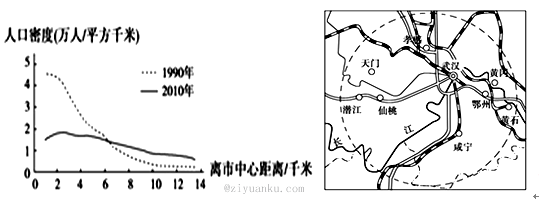 人口密度(万人/平方千米)
5
4
3
2
1
0
1990年
2010年
0 2 4 6 8 10 12 14
离市中心距离/千米
@ziyuanku.com
孝感
天门
武汉
黄冈
鄂州
黄石
潜江
仙桃
长
江
咸宁